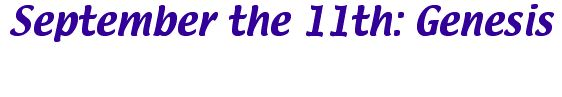 September the 11th: Genesis